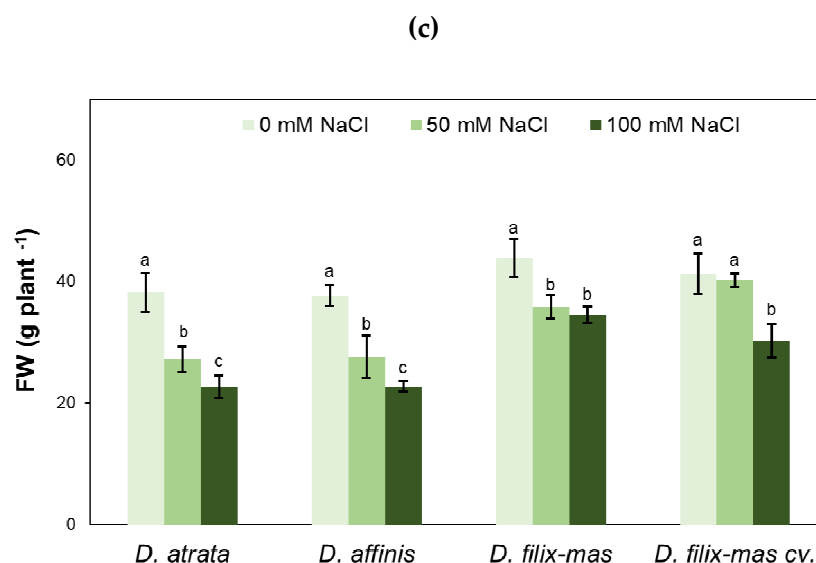 (c)
0 mM NaCl 50 mM NaCl 100 mM NaCl
60
40
20
0
FW (g plant -1)
a b c a b c a b b a a b
D. atrata D. affinis D. filix-mas D. filix-mas cv.